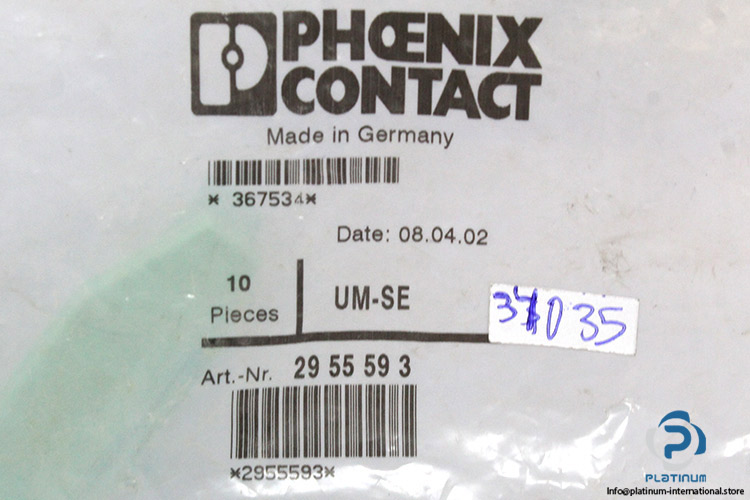 PHŒNIX
CONTACT
Made in Germany
* 367534*
Date: 08.04.02
10
Pieces
UM-SE
Art.-Nr. 29 55 59 3
*2955593*
PLATINUM
Info@platinum-international.store